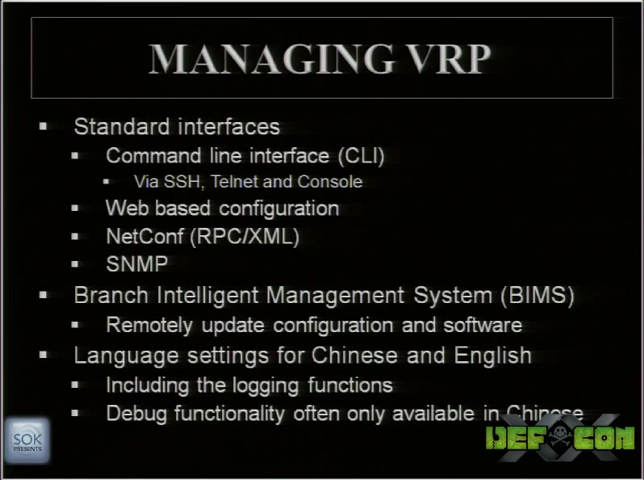 MANAGING VRP
Standard interfaces
Command line interface (CLI)
Via SSH, Telnet and Console
Web based configuration
NetConf (RPC/XML)
SNMP
Branch Intelligent Management System (BIMS)
Remotely update configuration and software
Language settings for Chinese and English
Including the logging functions
Debug functionality often only available in Chinese
SOK
PRESENTS
DEF CON
XX